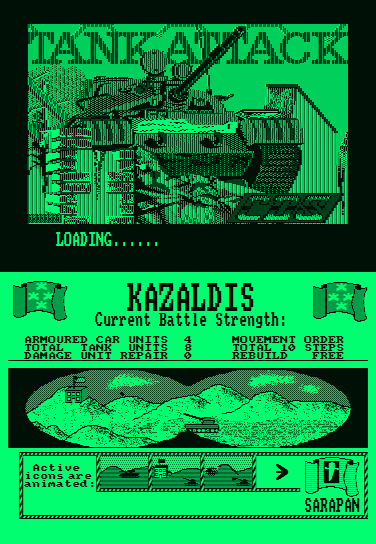 TANK ATTACK
CDS
LOADING......
KAZALDIS
Current Battle Strength:
ARMOURED CAR UNITS 4 MOVEMENT ORDER
TOTAL TANK UNITS 8 TOTAL 10 STEPS
DAMAGE UNIT REPAIR 0 REBUILD FREE
Active
icons are
animated:
>
SARAPAN